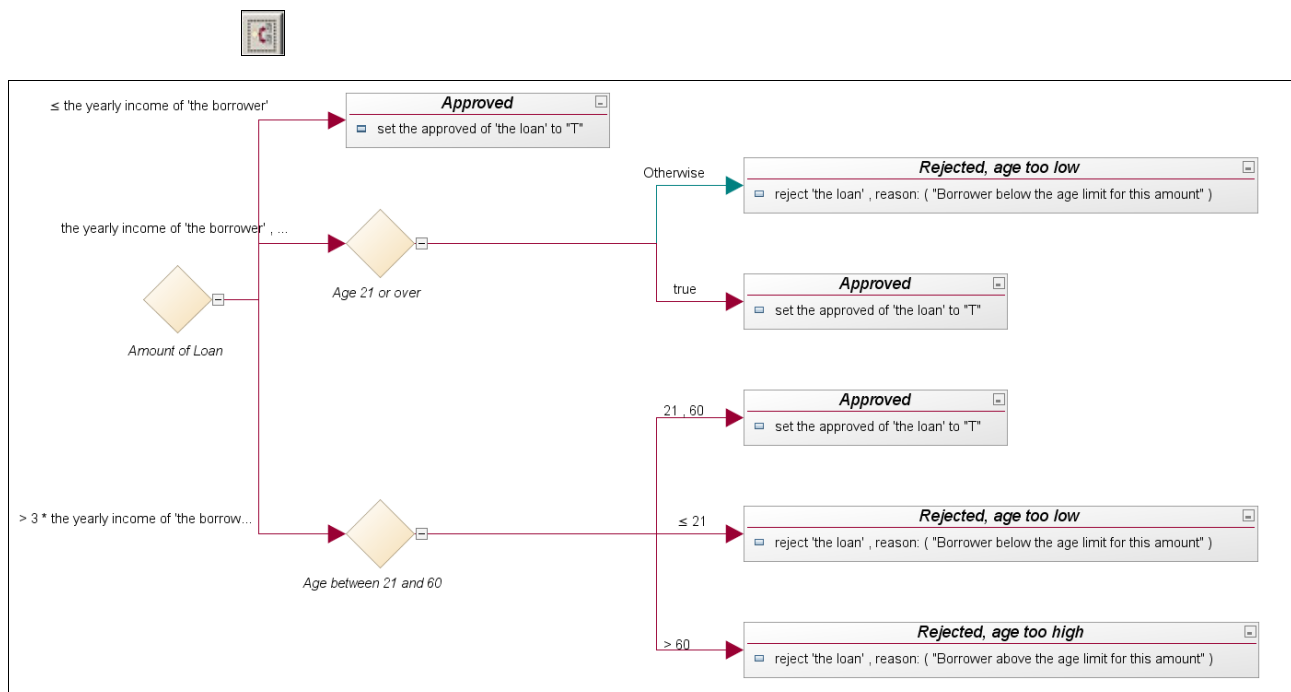 ≤ the yearly income of 'the borrower'
Approved
set the approved of 'the loan' to "T"
Otherwise
Rejected, age too low
reject 'the loan' , reason: ( "Borrower below the age limit for this amount" )
the yearly income of 'the borrower' , ...
Age 21 or over
true
Approved
set the approved of 'the loan' to "T"
Amount of Loan
21 , 60
Approved
set the approved of 'the loan' to "T"
> 3 * the yearly income of 'the borrow...
Age between 21 and 60
≤ 21
Rejected, age too low
reject 'the loan' , reason: ( "Borrower below the age limit for this amount" )
> 60
Rejected, age too high
reject 'the loan' , reason: ( "Borrower above the age limit for this amount" )